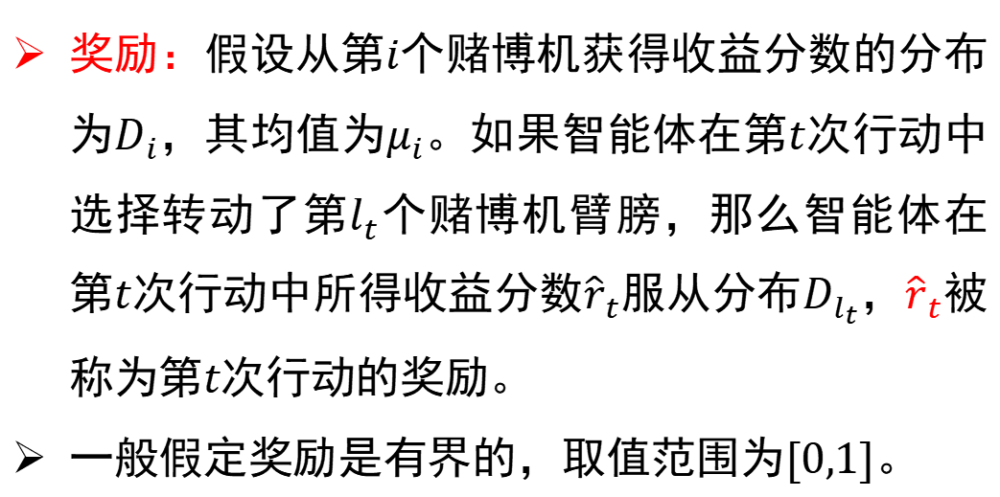 ➢ 奖励：假设从第𝑖个赌博机获得收益分数的分布
为𝐷ᵢ，其均值为𝜇ᵢ。如果智能体在第𝑡次行动中
选择转动了第𝑙ₜ个赌博机臂膀，那么智能体在
第𝑡次行动中所得收益分数𝑟̂ₜ服从分布𝐷_{𝑙ₜ}，𝑟̂ₜ被
称为第𝑡次行动的奖励。
➢ 一般假定奖励是有界的，取值范围为[0,1]。